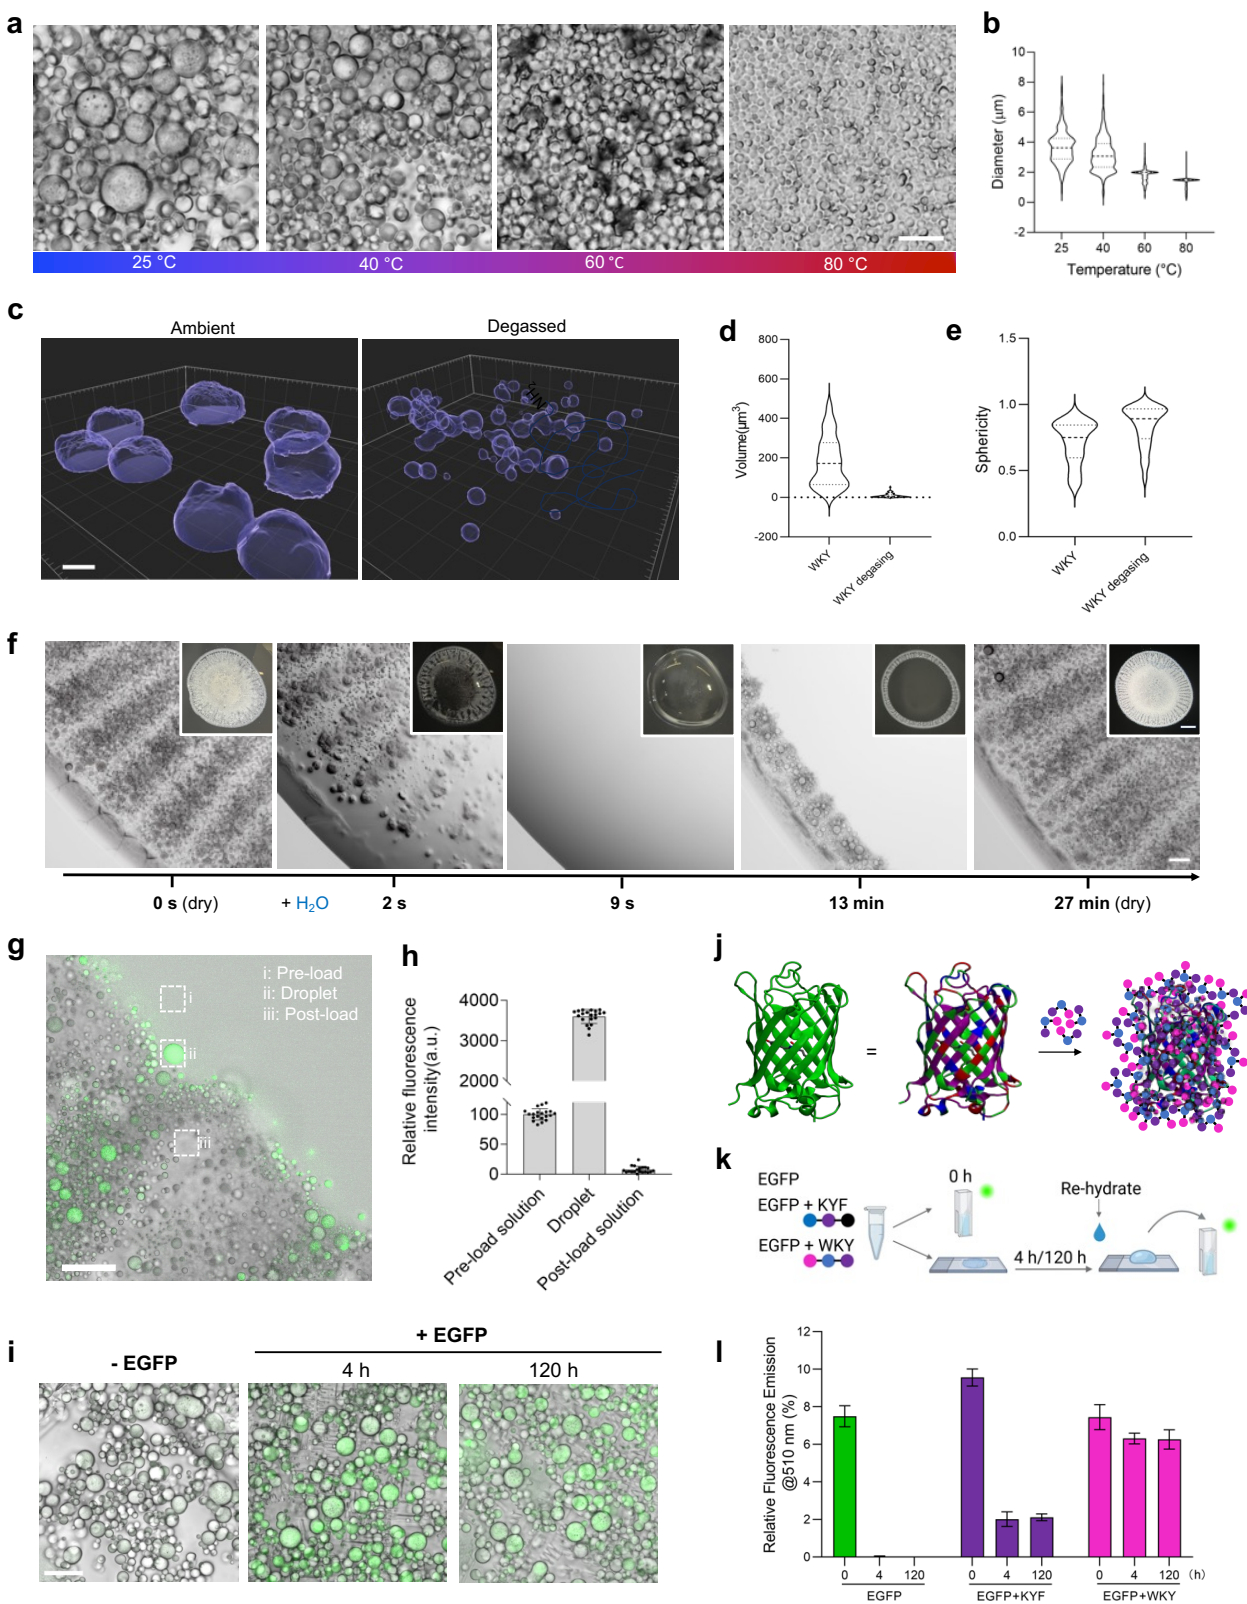 a
25 °C
40 °C
60 °C
80 °C
b
Diameter (μm)
10
8
6
4
2
0
-2
25
40
60
80
Temperature (°C)
c
Ambient
Degassed
NH2
d
Volume(μm³)
800
600
400
200
0
-200
WKY
WKY degasing
e
Sphericity
1.5
1.0
0.5
0.0
WKY
WKY degasing
f
0 s (dry)
+ H₂O
2 s
9 s
13 min
27 min (dry)
g
i: Pre-load
ii: Droplet
iii: Post-load
i
ii
iii
h
Relative fluorescence
intensity(a.u.)
4000
3000
2000
100
50
0
Pre-load solution
Droplet
Post-load solution
j
=
k
EGFP
EGFP + KYF
EGFP + WKY
0 h
4 h/120 h
Re-hydrate
i
- EGFP
+ EGFP
4 h
120 h
l
Relative Fluorescence Emission
@510 nm (%)
12
10
8
6
4
2
0
0
4
120
0
4
120
0
4
120
(h)
EGFP
EGFP+KYF
EGFP+WKY